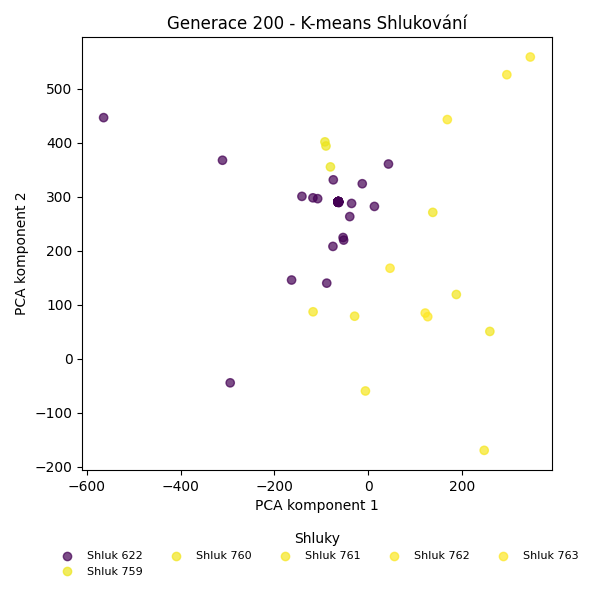 Generace 200 - K-means Shlukování
500
400
300
200
100
0
−100
−200
PCA komponent 2
−600 −400 −200 0 200
PCA komponent 1
Shluky
Shluk 622 Shluk 760 Shluk 761 Shluk 762 Shluk 763
Shluk 759